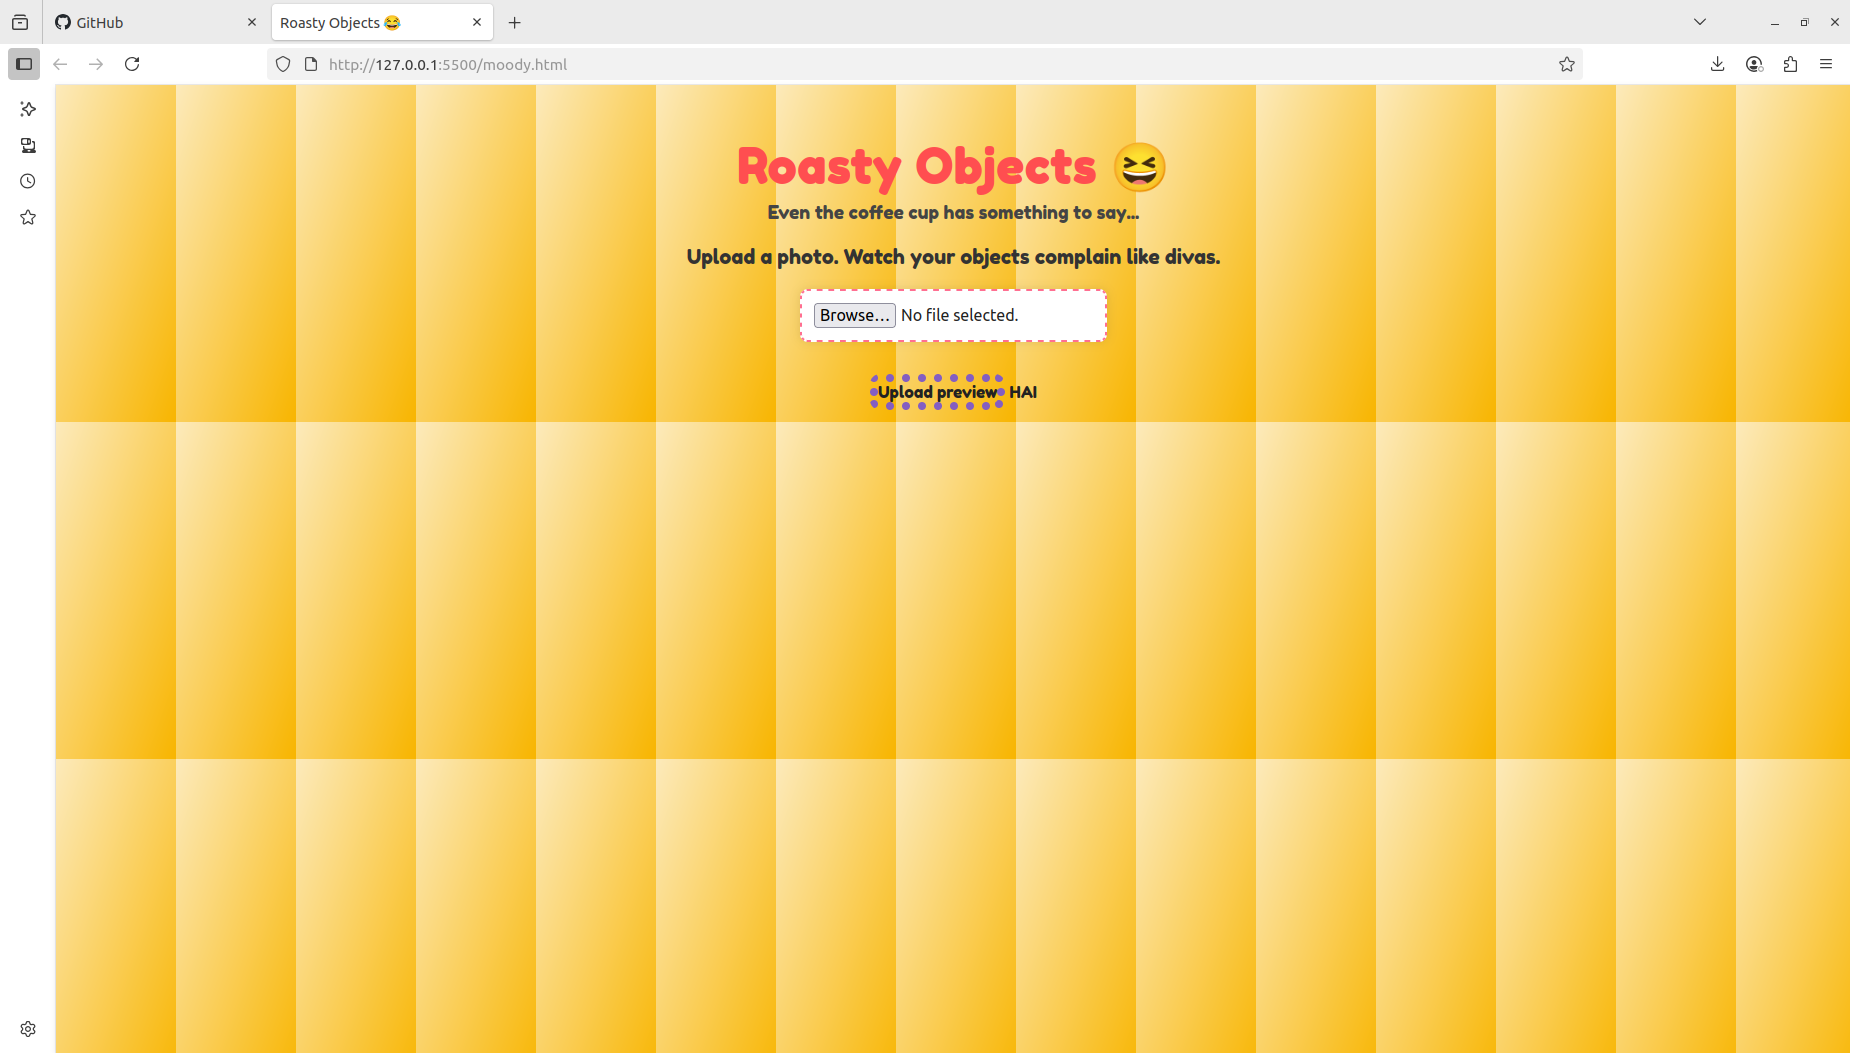 GitHub
Roasty Objects 😂
http://127.0.0.1:5500/moody.html
Roasty Objects 😆
Even the coffee cup has something to say...
Upload a photo. Watch your objects complain like divas.
Browse... No file selected.
Upload preview HAI